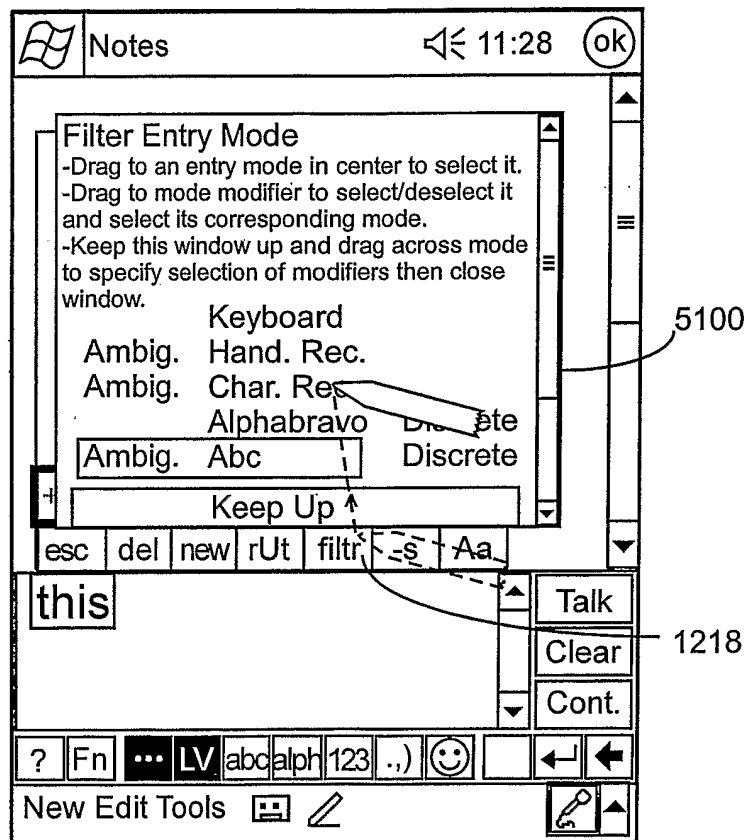 Notes 11:28 ok
Filter Entry Mode
-Drag to an entry mode in center to select it.
-Drag to mode modifier to select/deselect it
and select its corresponding mode.
-Keep this window up and drag across mode
to specify selection of modifiers then close
window.
Keyboard
5100
Ambig. Hand. Rec.
Ambig. Char.
Alphabravo
Ambig. Abc Discrete
Keep Up
esc del new rUt filtr -s Aa
this
Talk
1218
Clear
Cont.
? Fn ... LV abc alph 123 .,)
New Edit Tools